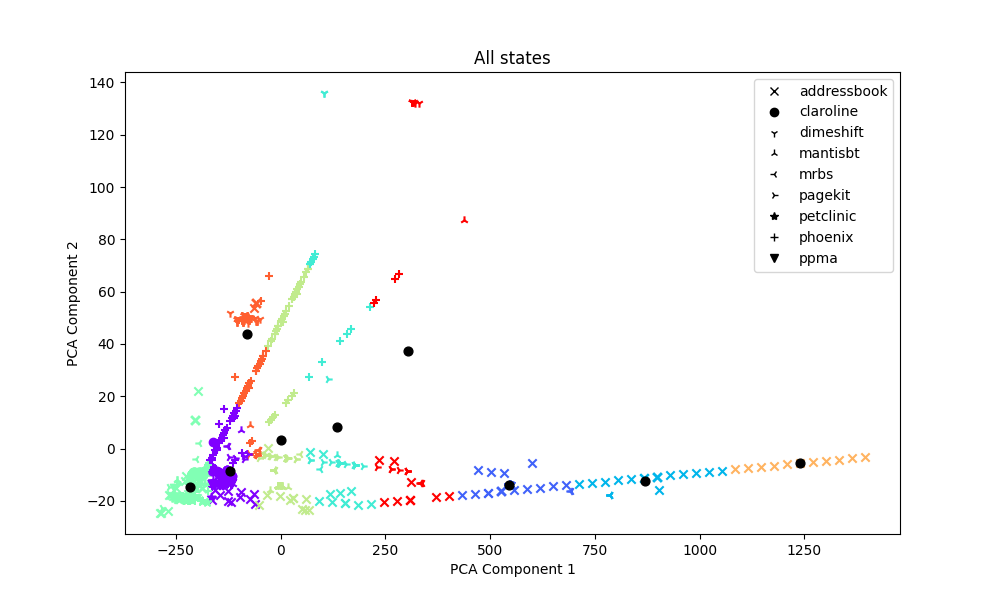 All states
PCA Component 2
140
120
100
80
60
40
20
0
−20
−250
0
250
500
750
1000
1250
PCA Component 1
addressbook
claroline
dimeshift
mantisbt
mrbs
pagekit
petclinic
phoenix
ppma